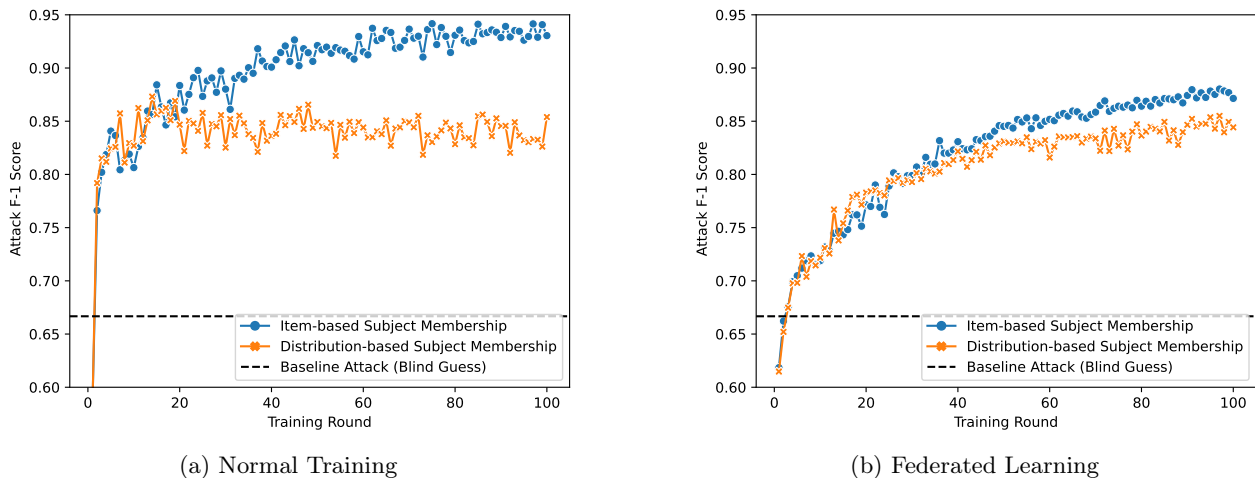 0.95
0.90
0.85
0.80
0.75
0.70
0.65
0.60
Attack F-1 Score
0
20
40
60
80
100
Training Round
Item-based Subject Membership
Distribution-based Subject Membership
Baseline Attack (Blind Guess)
(a) Normal Training
0.95
0.90
0.85
0.80
0.75
0.70
0.65
0.60
Attack F-1 Score
0
20
40
60
80
100
Training Round
Item-based Subject Membership
Distribution-based Subject Membership
Baseline Attack (Blind Guess)
(b) Federated Learning